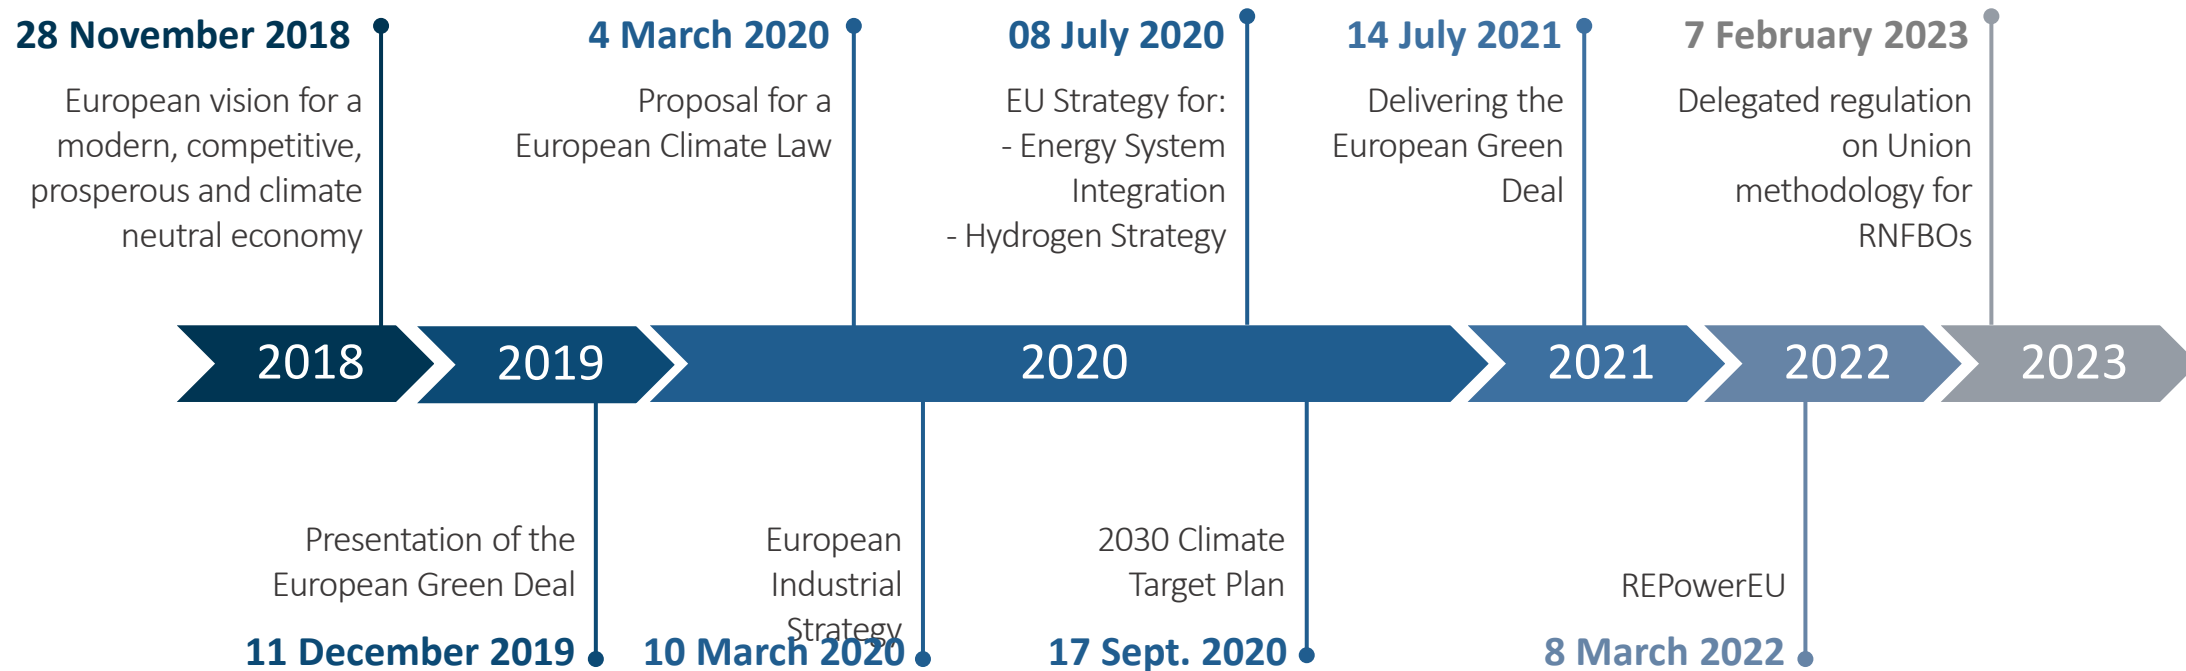 28 November 2018
European vision for a
modern, competitive,
prosperous and climate
neutral economy
4 March 2020
Proposal for a
European Climate Law
08 July 2020
EU Strategy for:
- Energy System
Integration
- Hydrogen Strategy
14 July 2021
Delivering the
European Green
Deal
7 February 2023
Delegated regulation
on Union
methodology for
RNFBOs
2018
2019
2020
2021
2022
2023
Presentation of the
European Green Deal
11 December 2019
European
Industrial
Strategy
10 March 2020
2030 Climate
Target Plan
17 Sept. 2020
REPowerEU
8 March 2022